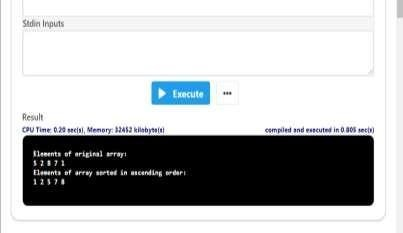 Stdin Inputs
Execute
...
Result
CPU Time: 0.20 sec(s), Memory: 32452 kilobyte(s)
compiled and executed in 0.805 sec(s)
Elements of original array:
5 2 8 7 1
Elements of array sorted in ascending order:
1 2 5 7 8